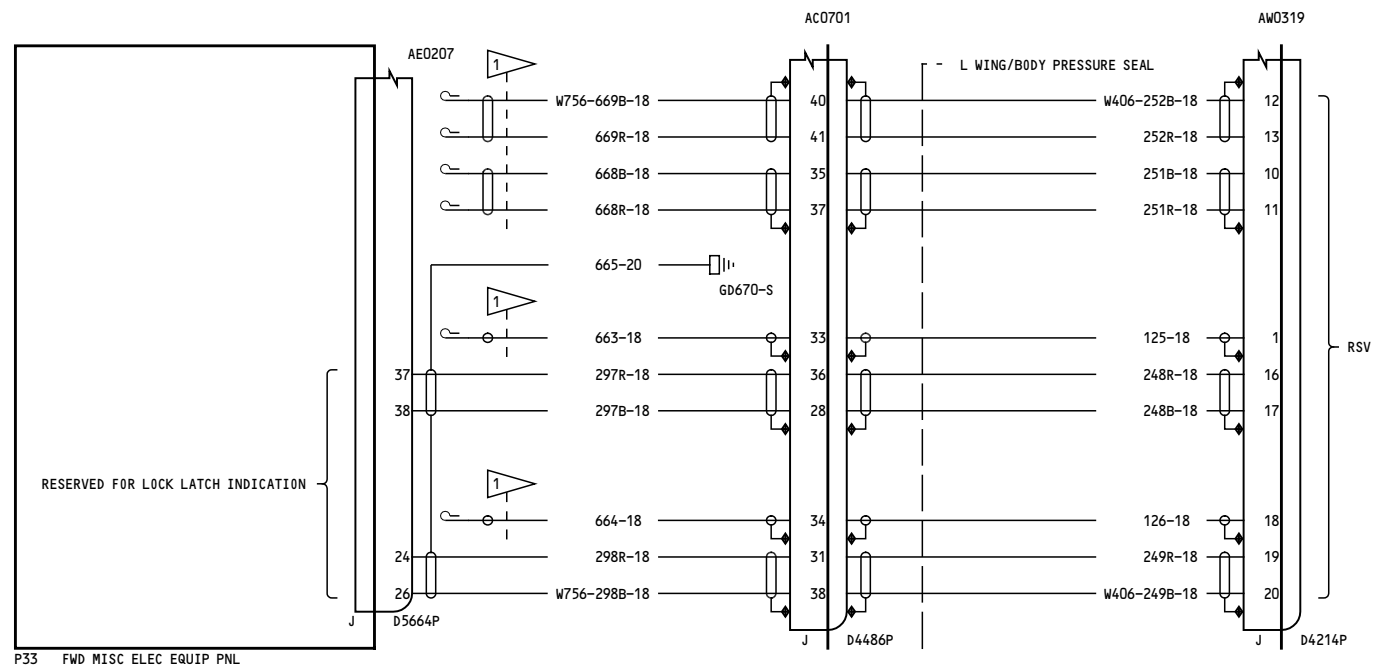 AC0701 AW0319
AE0207
1 L WING/BODY PRESSURE SEAL
W756-669B-18 40 W406-252B-18 12
669R-18 41 252R-18 13
668B-18 35 251B-18 10
668R-18 37 251R-18 11
665-20
GD670-S
1
663-18 33 125-18 1
RSV
37 297R-18 36 248R-18 16
38 297B-18 28 248B-18 17
RESERVED FOR LOCK LATCH INDICATION 1
664-18 34 126-18 18
24 298R-18 31 249R-18 19
26 W756-298B-18 38 W406-249B-18 20
J D5664P
J D4486P J D4214P
P33 FWD MISC ELEC EQUIP PNL